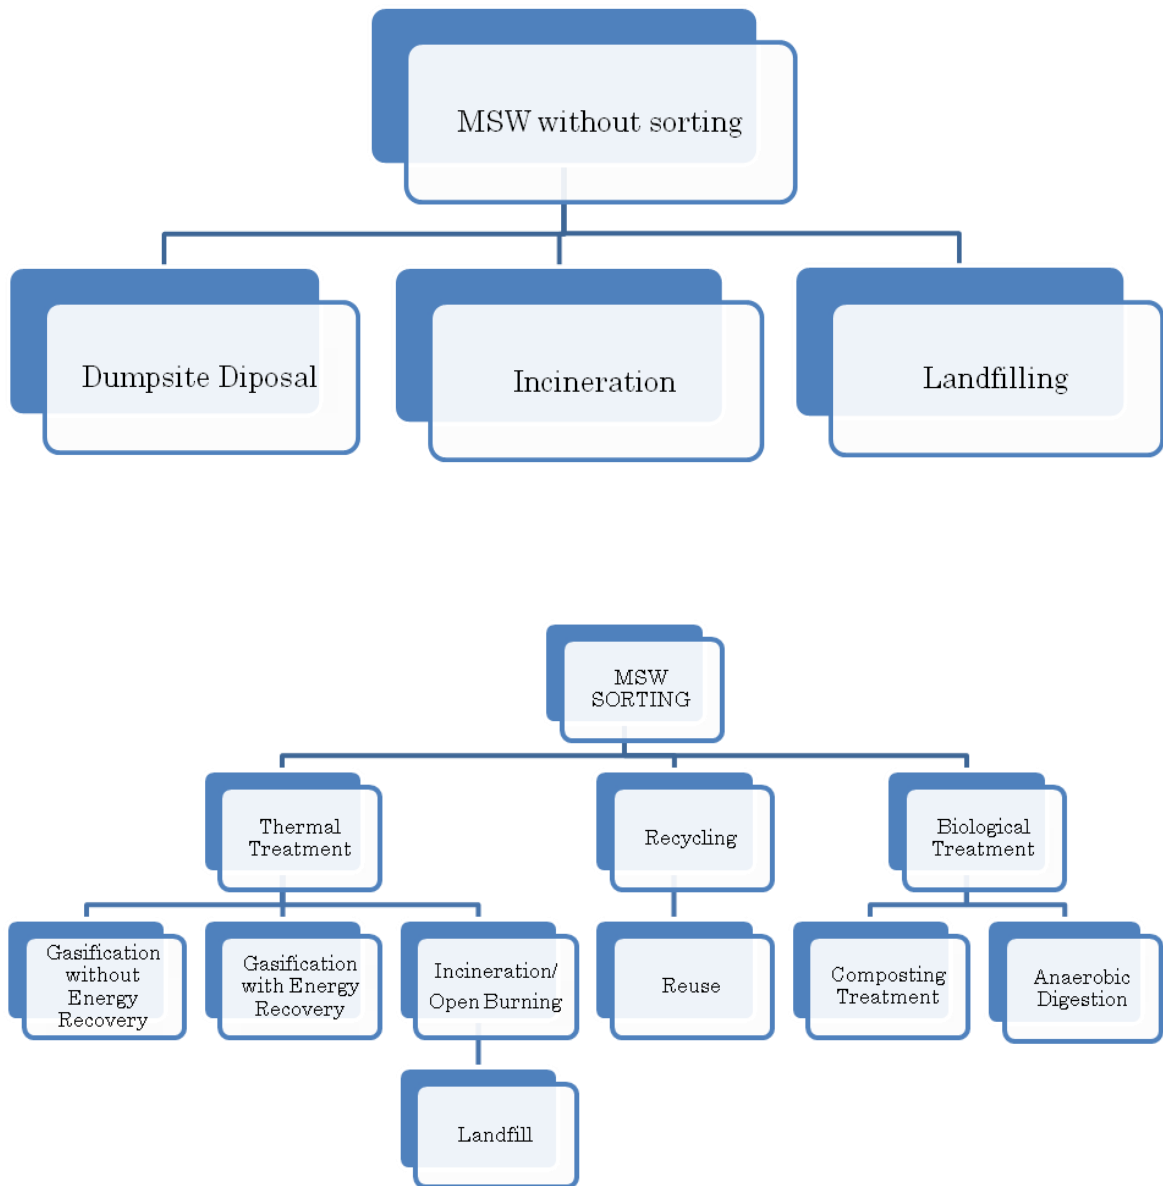 MSW without sorting
Dumpsite Diposal
Incineration
Landfilling
MSW
SORTING
Thermal
Treatment
Recycling
Biological
Treatment
Gasification
without
Energy
Recovery
Gasification
with Energy
Recovery
Incineration/
Open Burning
Reuse
Composting
Treatment
Anaerobic
Digestion
Landfill